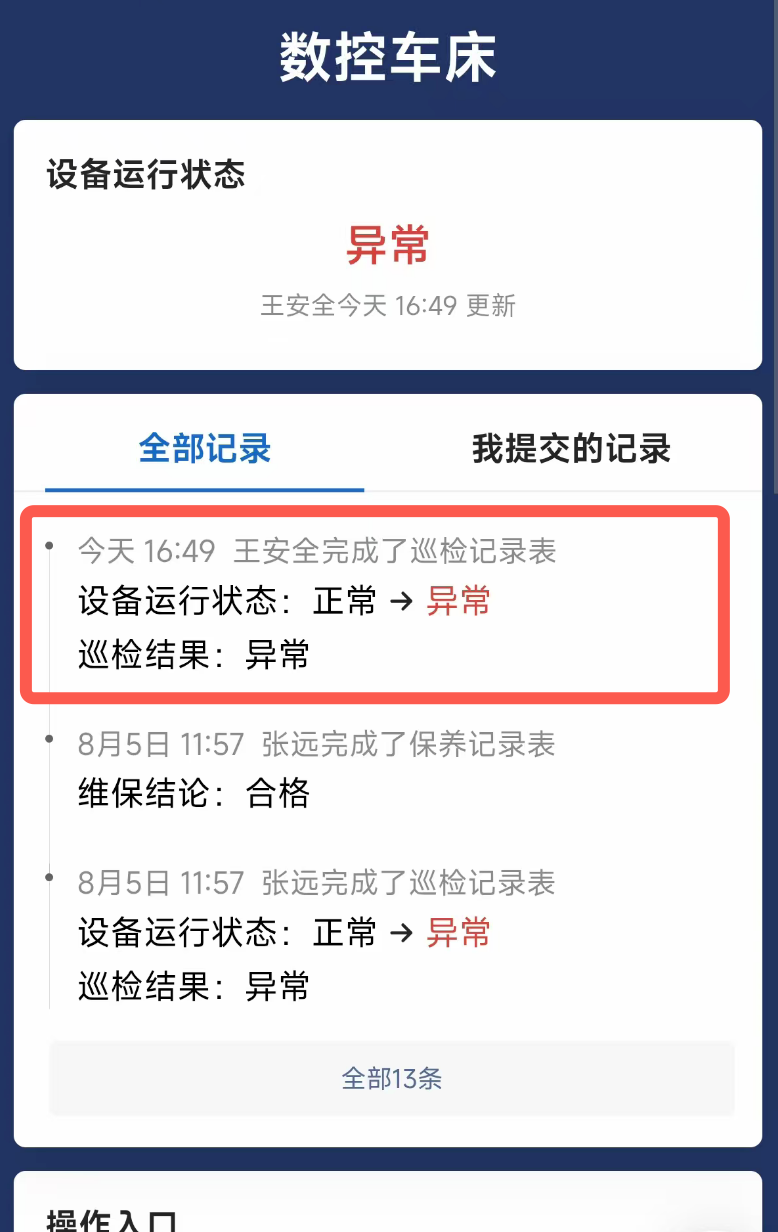 数控车床
设备运行状态
异常
王安全今天 16:49 更新
全部记录 我提交的记录
今天 16:49 王安全完成了巡检记录表
设备运行状态：正常 → 异常
巡检结果：异常
8月5日 11:57 张远完成了保养记录表
维保结论：合格
8月5日 11:57 张远完成了巡检记录表
设备运行状态：正常 → 异常
巡检结果：异常
全部13条
操作入口